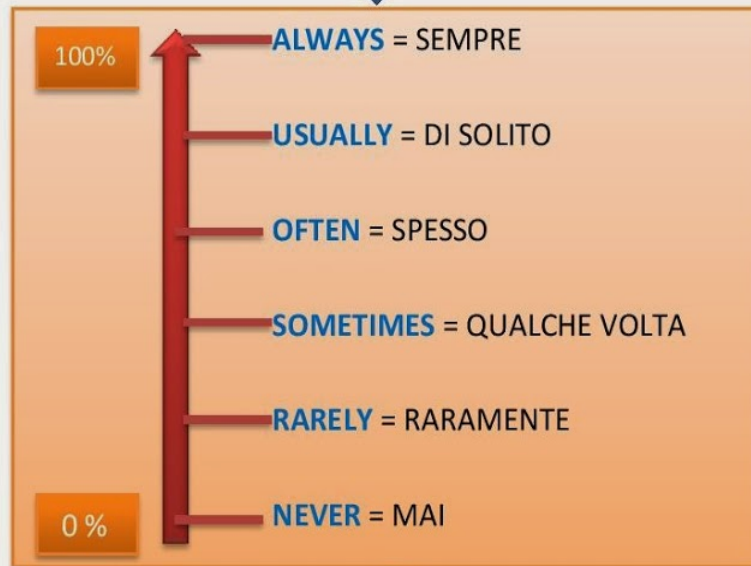 100%
ALWAYS = SEMPRE
USUALLY = DI SOLITO
OFTEN = SPESSO
SOMETIMES = QUALCHE VOLTA
RARELY = RARAMENTE
0 %
NEVER = MAI